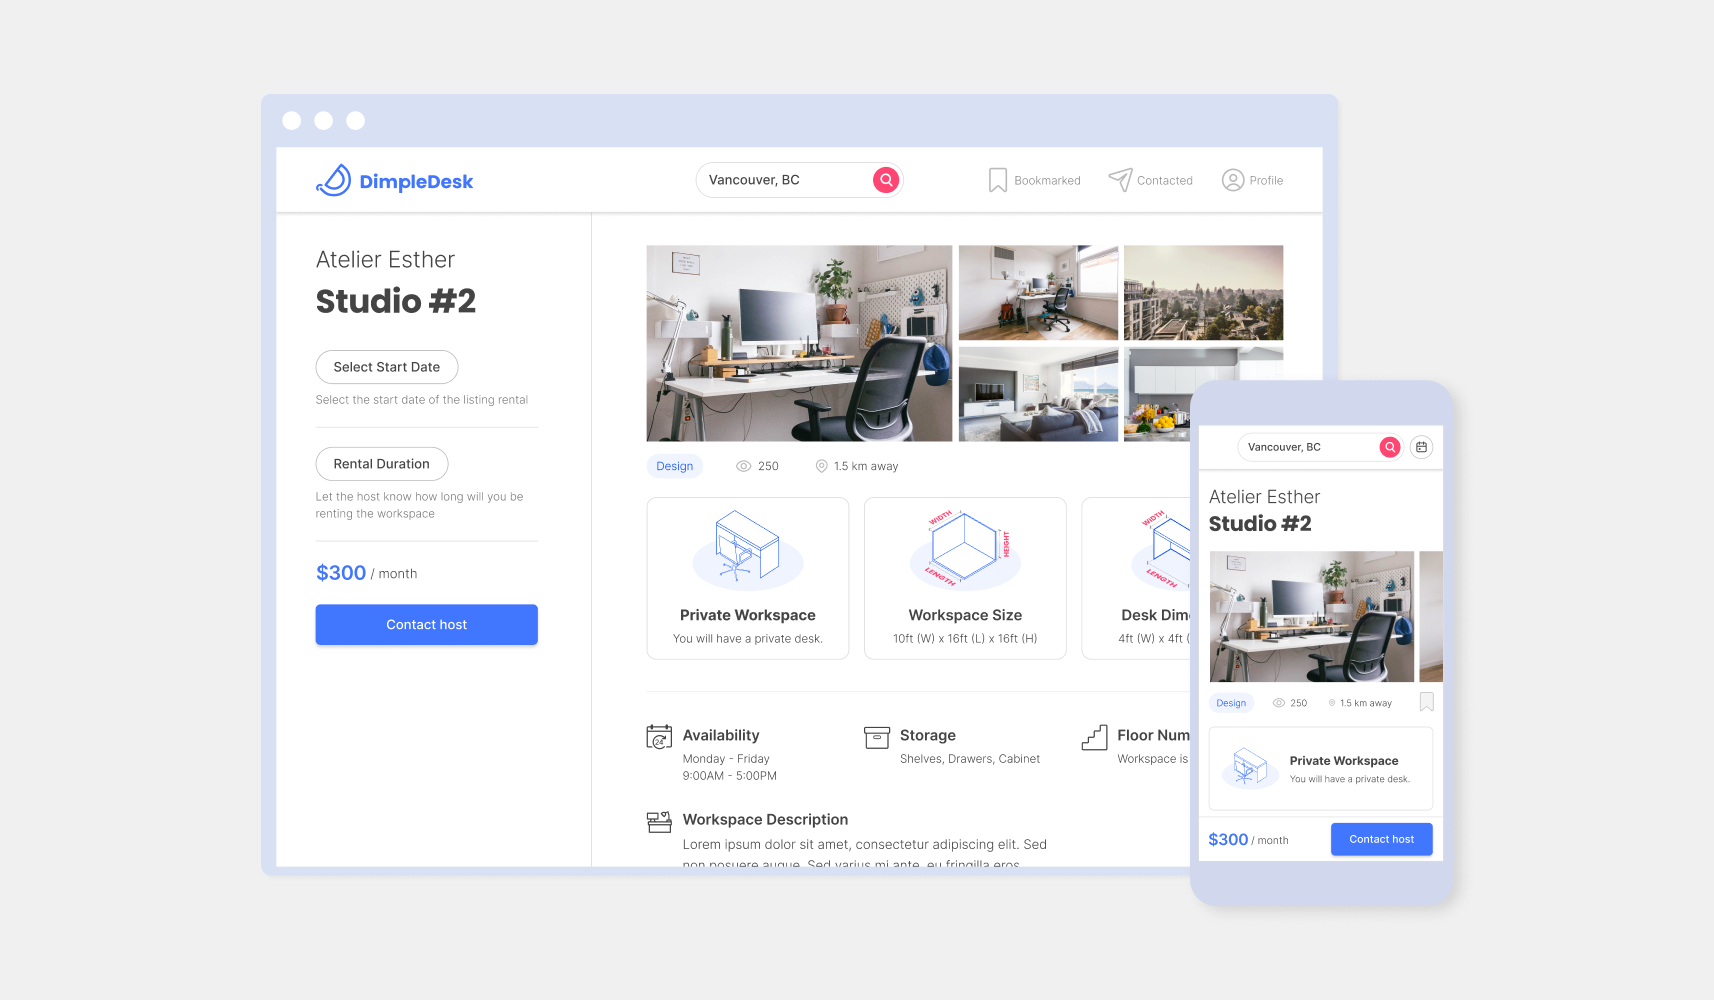 DimpleDesk
Vancouver, BC
Bookmarked
Contacted
Profile
Atelier Esther
Studio #2
Select Start Date
Select the start date of the listing rental
Rental Duration
Let the host know how long will you be
renting the workspace
$300 / month
Contact host
Design
250
1.5 km away
WIDTH
HEIGHT
LENGTH
WIDTH
LENGTH
Private Workspace
You will have a private desk.
Workspace Size
10ft (W) x 16ft (L) x 16ft (H)
Desk Dime
4ft (W) x 4ft (
24
Availability
Monday - Friday
9:00AM - 5:00PM
Storage
Shelves, Drawers, Cabinet
Floor Num
Workspace is
Workspace Description
Lorem ipsum dolor sit amet, consectetur adipiscing elit. Sed
non posuere augue. Sed varius mi ante, eu fringilla eros
Vancouver, BC
Atelier Esther
Studio #2
Design
250
1.5 km away
Private Workspace
You will have a private desk.
$300 / month
Contact host